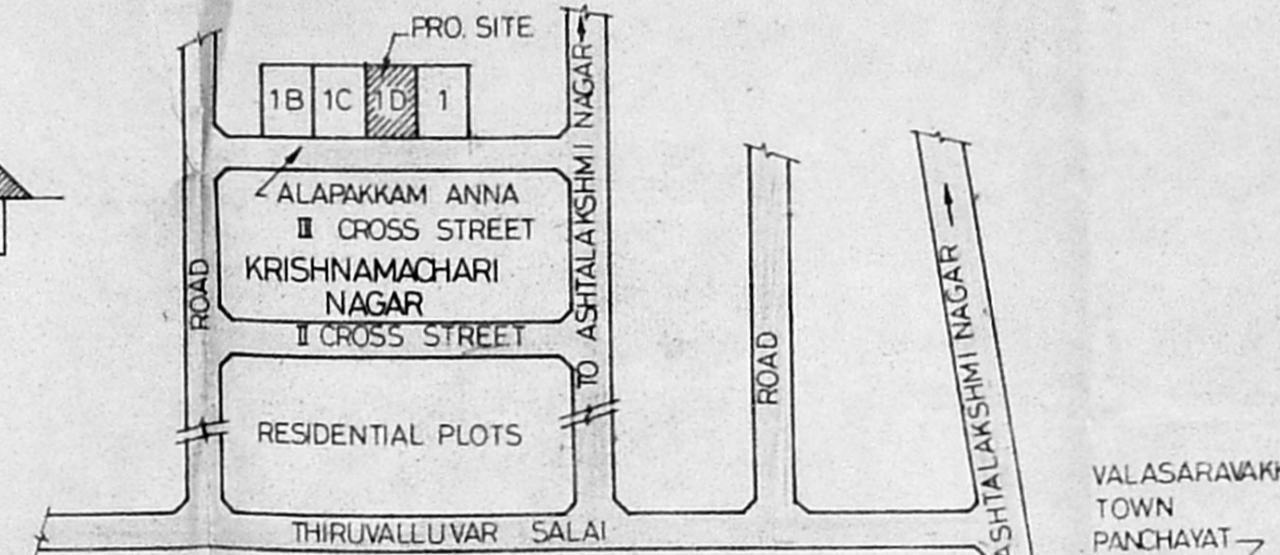 PRO. SITE
1B 1C 1D 1
ALAPAKKAM ANNA
III CROSS STREET
KRISHNAMACHARI
NAGAR
II CROSS STREET
RESIDENTIAL PLOTS
THIRUVALLUVAR SALAI
ROAD
TO ASHTALAKSHMI NAGAR
ROAD
ASHTALAKSHMI NAGAR
TOWN
PANCHAYAT